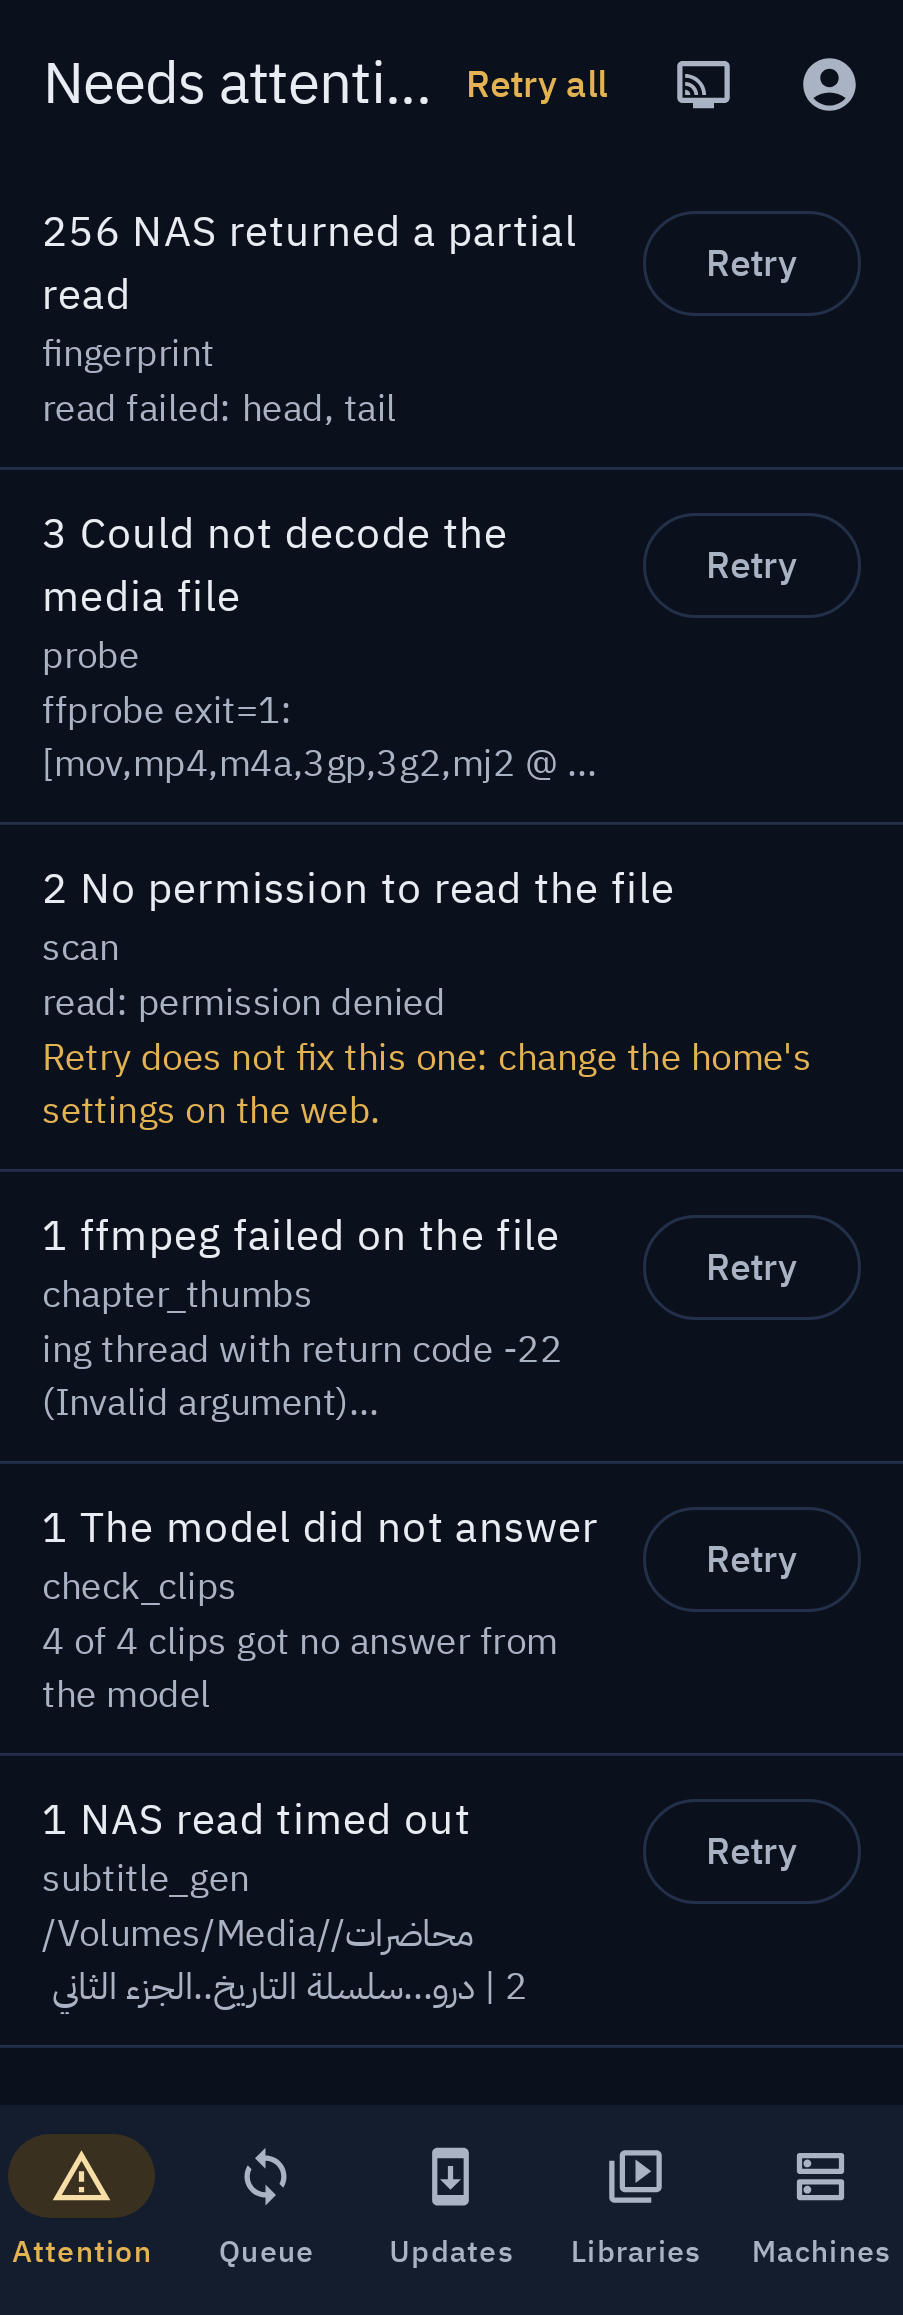 Needs attenti...
Retry all
256 NAS returned a partial
read
Retry
fingerprint
read failed: head, tail
3 Could not decode the
media file
Retry
probe
ffprobe exit=1:
[mov,mp4,m4a,3gp,3g2,mj2 @ ...
2 No permission to read the file
scan
read: permission denied
Retry does not fix this one: change the home's
settings on the web.
1 ffmpeg failed on the file
Retry
chapter_thumbs
ing thread with return code -22
(Invalid argument)...
1 The model did not answer
Retry
check_clips
4 of 4 clips got no answer from
the model
1 NAS read timed out
Retry
subtitle_gen
/Volumes/Media//محاضرات
2 | درو...سلسلة التاريخ..الجزء الثاني
Attention
Queue
Updates
Libraries
Machines